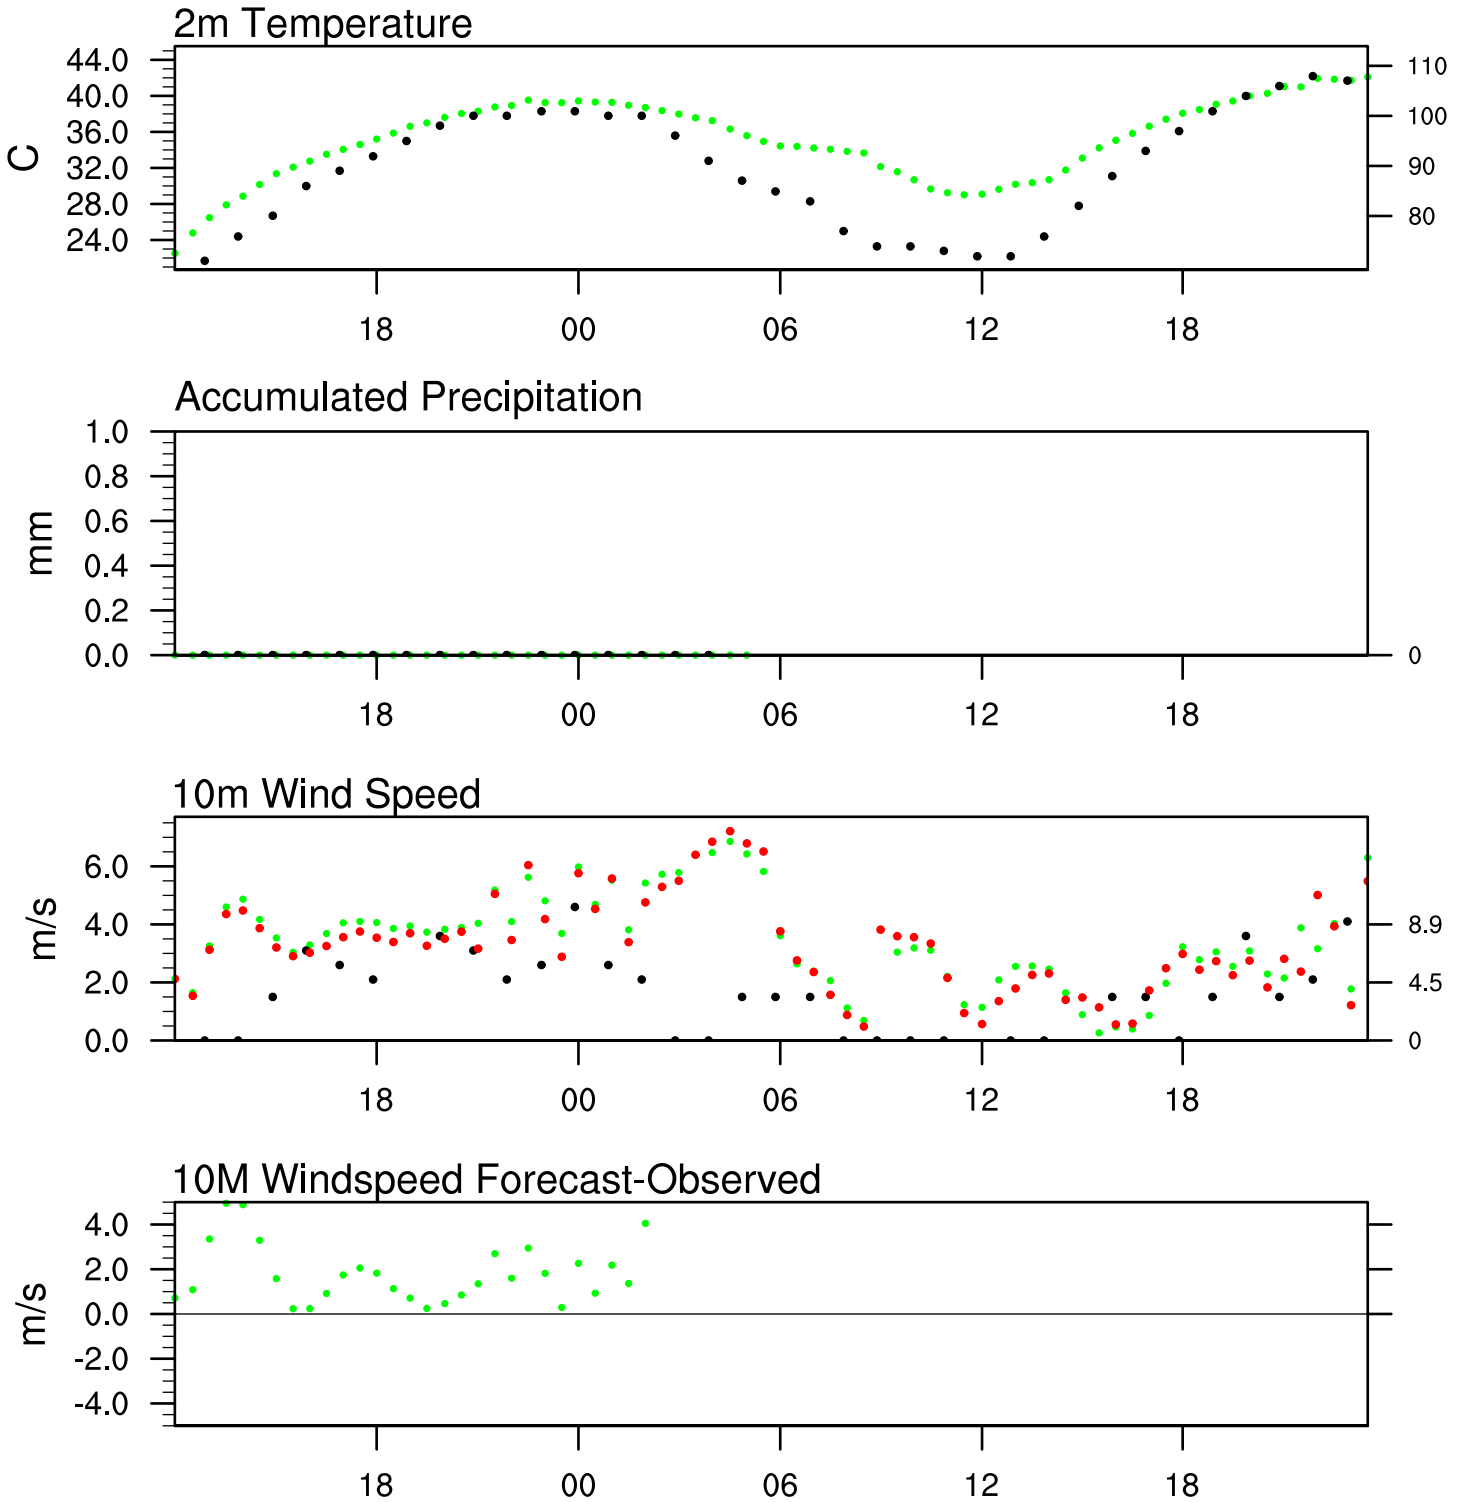 2m Temperature
44.0
40.0
36.0
32.0
28.0
24.0
C
110
100
90
80
18 00 06 12 18
Accumulated Precipitation
1.0
0.8
0.6
0.4
0.2
0.0
mm
0
18 00 06 12 18
10m Wind Speed
6.0
4.0
2.0
0.0
m/s
8.9
4.5
0
18 00 06 12 18
10M Windspeed Forecast-Observed
4.0
2.0
0.0
-2.0
-4.0
m/s
18 00 06 12 18